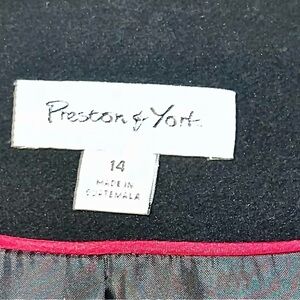 Preston & York
14
MADE IN
GUATEMALA